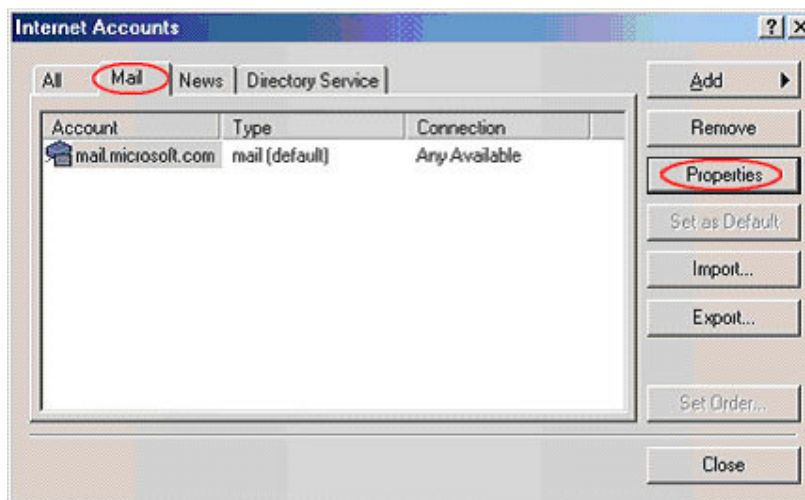 Internet Accounts
All Mail News Directory Service
Add
Remove
Properties
Set as Default
Import...
Export...
Set Order...
Close
Account Type Connection
mail.microsoft.com mail (default) Any Available